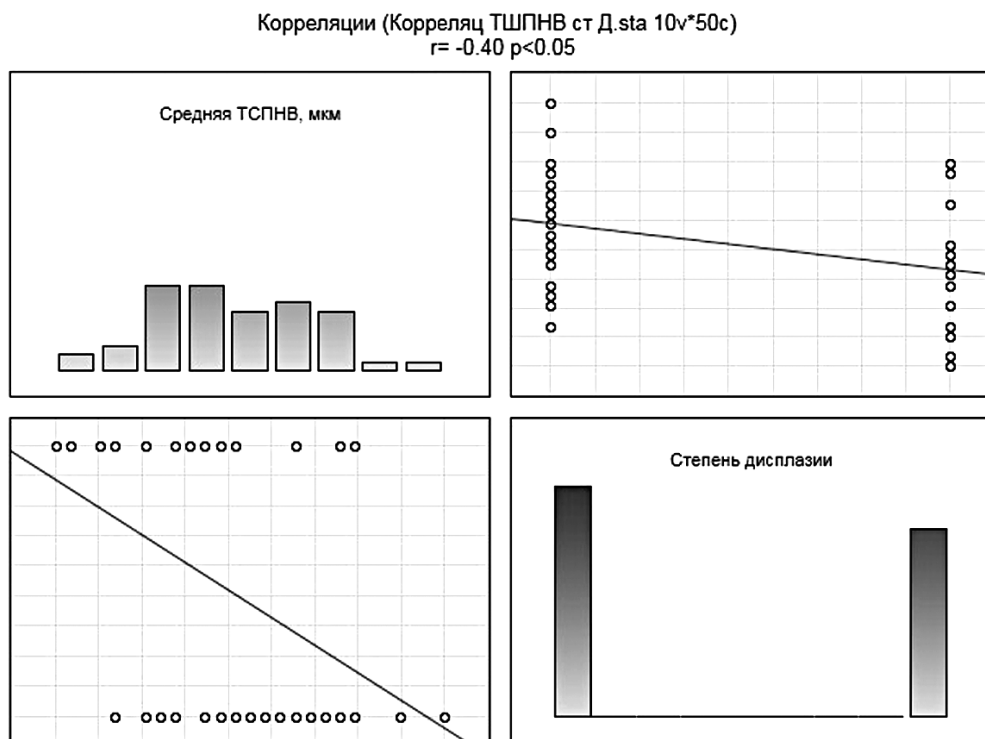 Корреляции (Корреляц ТШПНВ ст Д.sta 10v*50c)
r= -0.40 p<0.05
Средняя ТСПНВ, мкм
Степень дисплазии